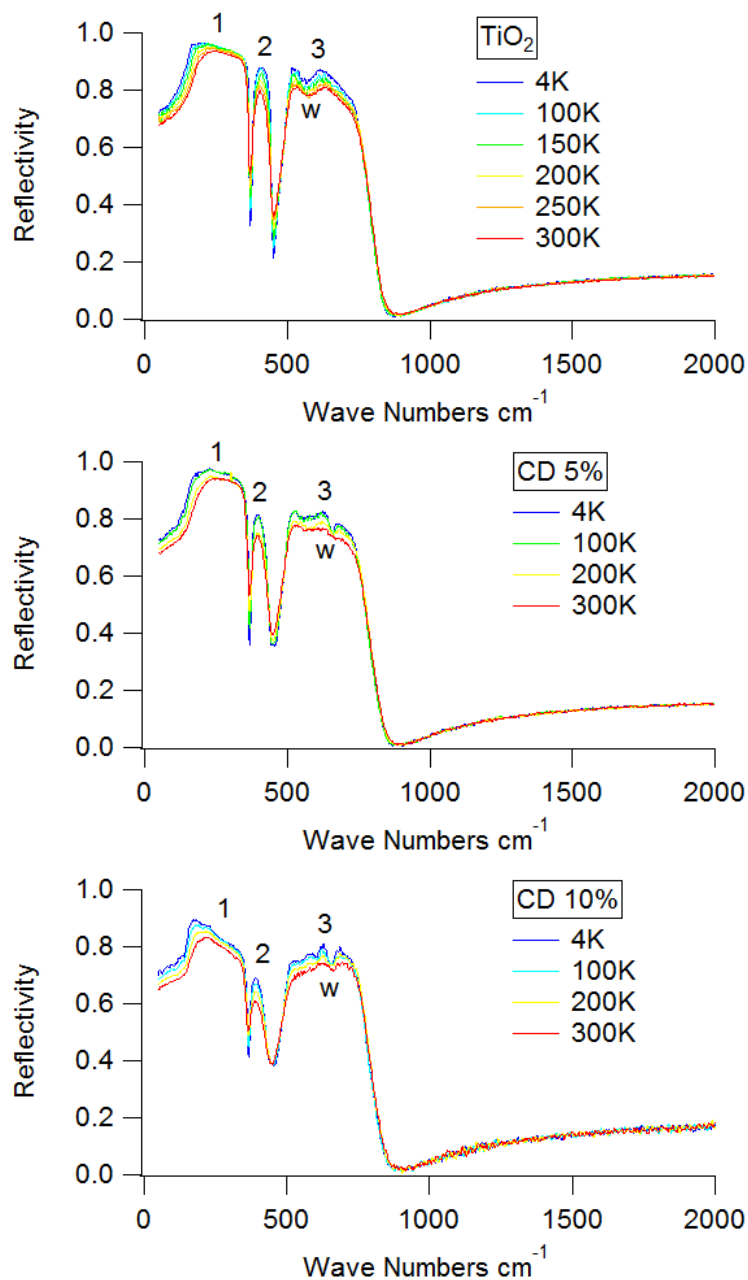 1.0
0.8
0.6
0.4
0.2
0.0
Reflectivity
1
2
3
w
TiO₂
4K
100K
150K
200K
250K
300K
0 500 1000 1500 2000
Wave Numbers cm⁻¹
1.0
0.8
0.6
0.4
0.2
0.0
Reflectivity
1
2
3
w
CD 5%
4K
100K
200K
300K
0 500 1000 1500 2000
Wave Numbers cm⁻¹
1.0
0.8
0.6
0.4
0.2
0.0
Reflectivity
1
2
3
w
CD 10%
4K
100K
200K
300K
0 500 1000 1500 2000
Wave Numbers cm⁻¹